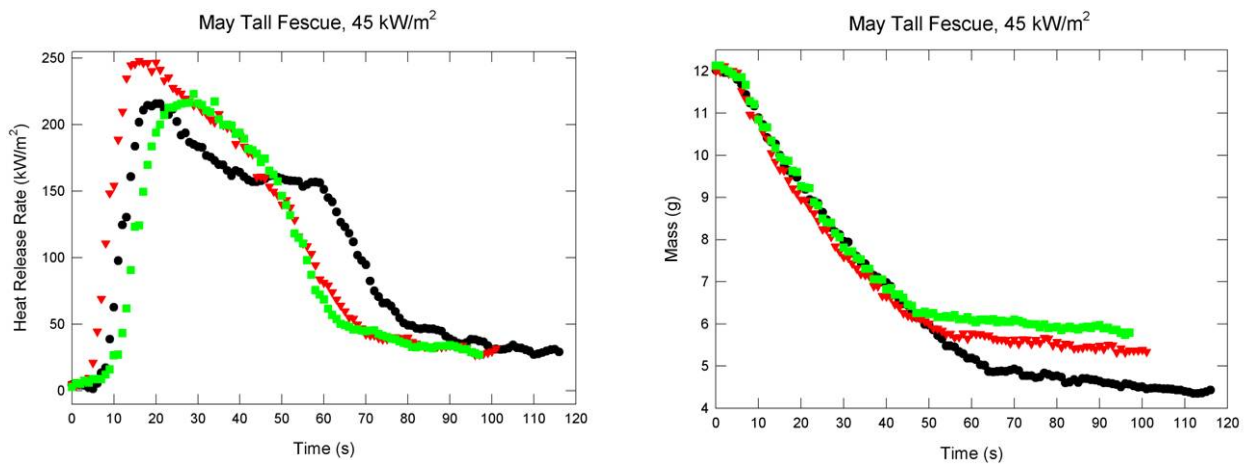 May Tall Fescue, 45 kW/m²
Heat Release Rate (kW/m²)
250
200
150
100
50
0
0 10 20 30 40 50 60 70 80 90 100 110 120
Time (s)
May Tall Fescue, 45 kW/m²
Mass (g)
12
11
10
9
8
7
6
5
4
0 10 20 30 40 50 60 70 80 90 100 110 120
Time (s)